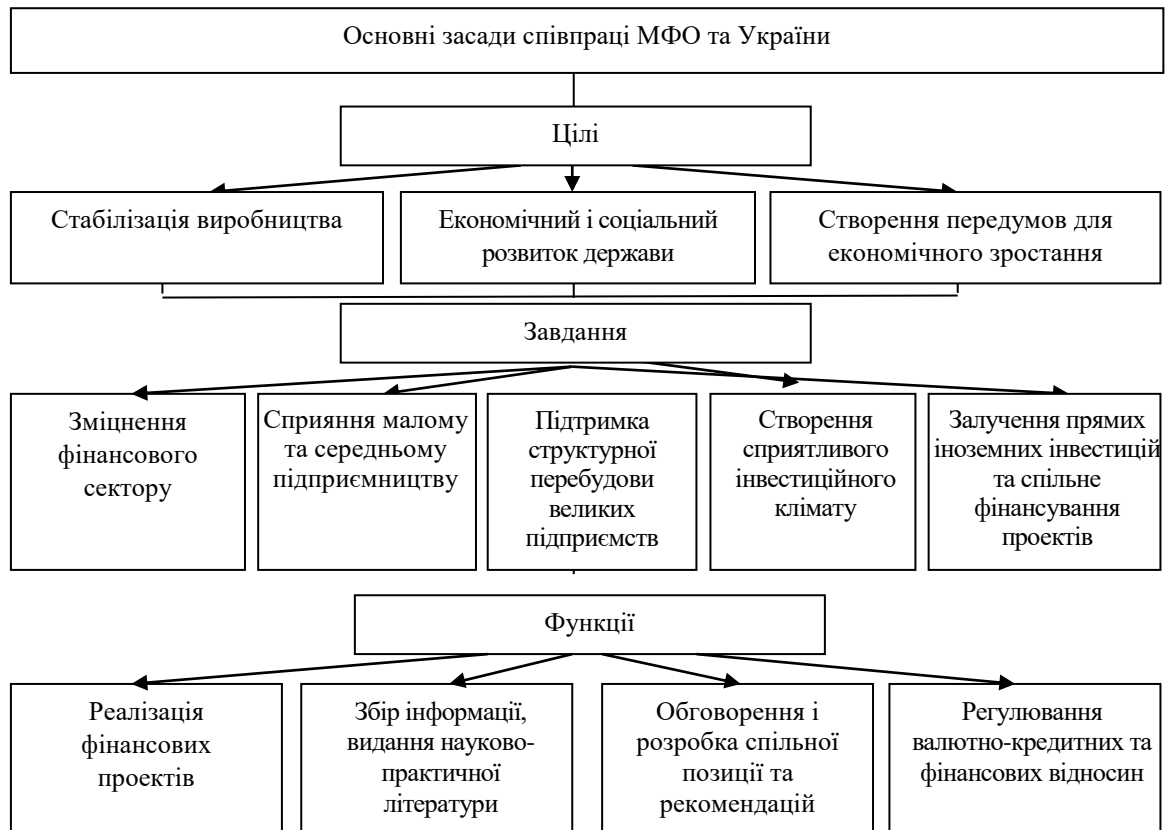 Основні засади співпраці МФО та України
Цілі
Стабілізація виробництва
Економічний і соціальний
розвиток держави
Створення передумов для
економічного зростання
Завдання
Зміцнення
фінансового
сектору
Сприяння малому
та середньому
підприємництву
Підтримка
структурної
перебудови
великих
підприємств
Створення
сприятливого
інвестиційного
клімату
Залучення прямих
іноземних інвестицій
та спільне
фінансування
проектів
Функції
Реалізація
фінансових
проектів
Збір інформації,
видання науково-
практичної
літератури
Обговорення і
розробка спільної
позиції та
рекомендацій
Регулювання
валютно-кредитних та
фінансових відносин